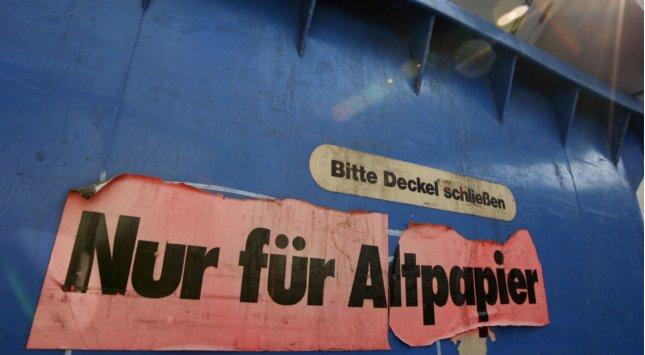 Bitte Deckel schließen
Nur für Altpapier